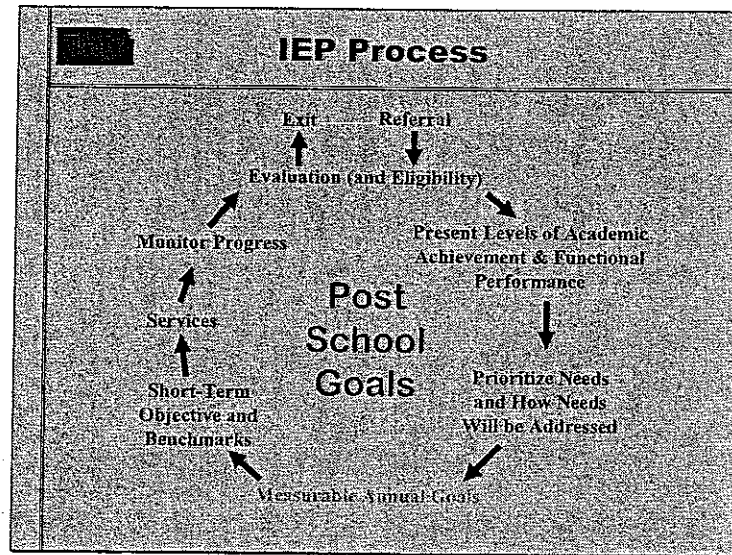 IEP Process
Exit
Referral
Evaluation (and Eligibility)
Present Levels of Academic
Achievement & Functional
Performance
Prioritize Needs
and How Needs
Will be Addressed
Measurable Annual Goals
Short-Term
Objective and
Benchmarks
Services
Monitor Progress
Post
School
Goals